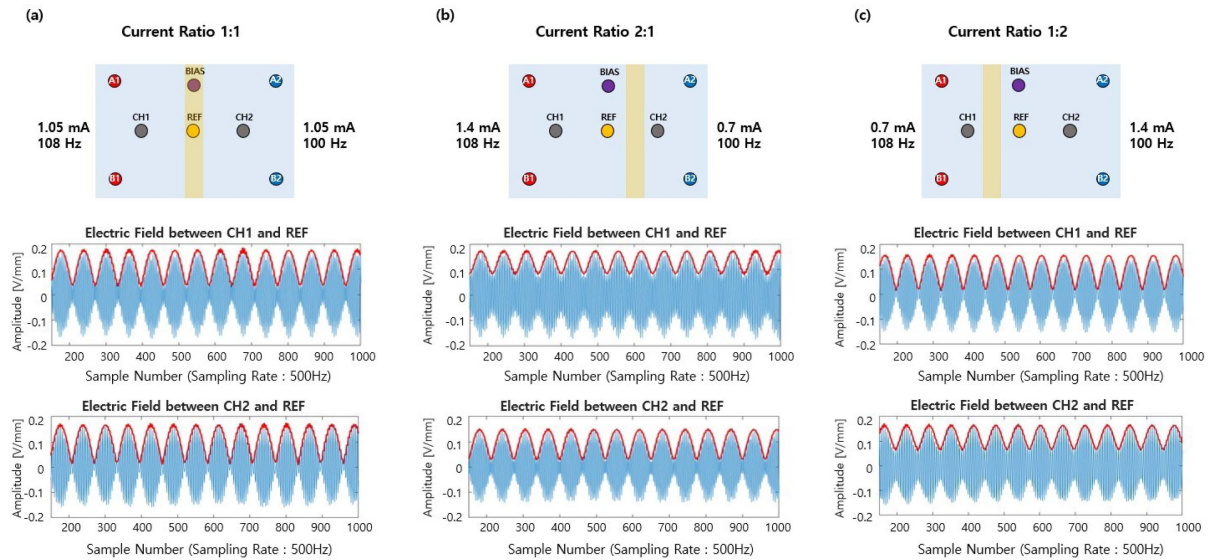 (a)
Current Ratio 1:1
A1
BIAS
A2
CH1
REF
CH2
1.05 mA
108 Hz
1.05 mA
100 Hz
B1
B2
Electric Field between CH1 and REF
Amplitude [V/mm]
0.2
0.1
0
-0.1
-0.2
200 300 400 500 600 700 800 900 1000
Sample Number (Sampling Rate : 500Hz)
Electric Field between CH2 and REF
Amplitude [V/mm]
0.2
0.1
0
-0.1
-0.2
200 300 400 500 600 700 800 900 1000
Sample Number (Sampling Rate : 500Hz)
(b)
Current Ratio 2:1
A1
BIAS
A2
CH1
REF
CH2
1.4 mA
108 Hz
0.7 mA
100 Hz
B1
B2
Electric Field between CH1 and REF
Amplitude [V/mm]
0.2
0.1
0
-0.1
-0.2
200 300 400 500 600 700 800 900 1000
Sample Number (Sampling Rate : 500Hz)
Electric Field between CH2 and REF
Amplitude [V/mm]
0.2
0.1
0
-0.1
-0.2
200 300 400 500 600 700 800 900 1000
Sample Number (Sampling Rate : 500Hz)
(c)
Current Ratio 1:2
A1
BIAS
A2
CH1
REF
CH2
0.7 mA
108 Hz
1.4 mA
100 Hz
B1
B2
Electric Field between CH1 and REF
Amplitude [V/mm]
0.2
0.1
0
-0.1
-0.2
200 300 400 500 600 700 800 900 1000
Sample Number (Sampling Rate : 500Hz)
Electric Field between CH2 and REF
Amplitude [V/mm]
0.2
0.1
0
-0.1
-0.2
200 300 400 500 600 700 800 900 1000
Sample Number (Sampling Rate : 500Hz)